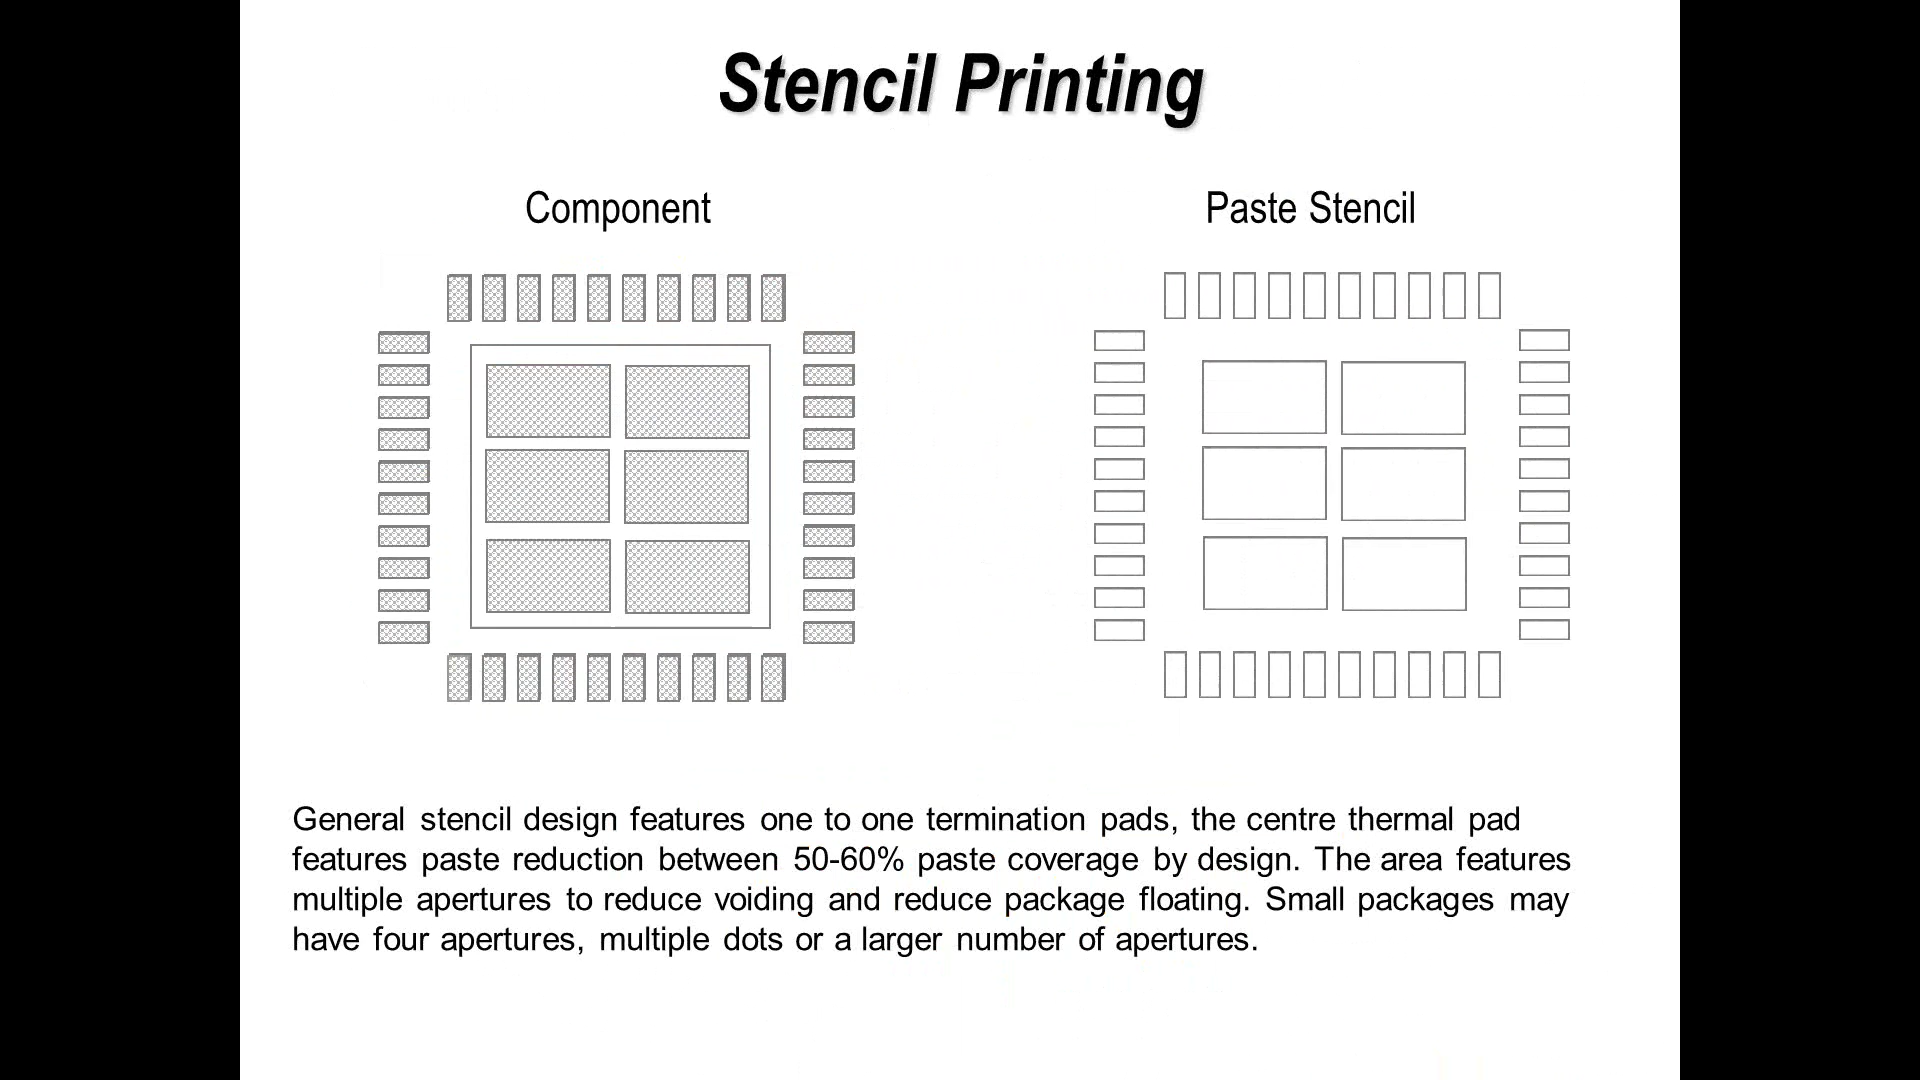 Stencil Printing
Component
Paste Stencil
General stencil design features one to one termination pads, the centre thermal pad
features paste reduction between 50-60% paste coverage by design. The area features
multiple apertures to reduce voiding and reduce package floating. Small packages may
have four apertures, multiple dots or a larger number of apertures.